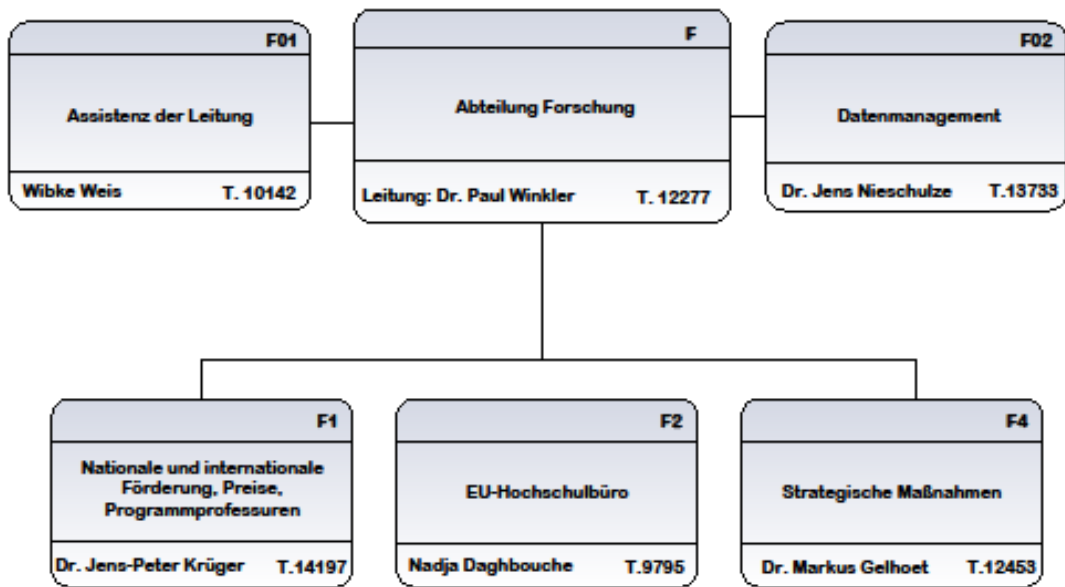 F01
Assistenz der Leitung
Wibke Weis T. 10142
F
Abteilung Forschung
Leitung: Dr. Paul Winkler T. 12277
F02
Datenmanagement
Dr. Jens Nieschulze T.13733
F1
Nationale und internationale
Förderung, Preise,
Programmprofessuren
Dr. Jens-Peter Krüger T.14197
F2
EU-Hochschulbüro
Nadja Daghbouche T.9795
F4
Strategische Maßnahmen
Dr. Markus Gelhoet T.12453